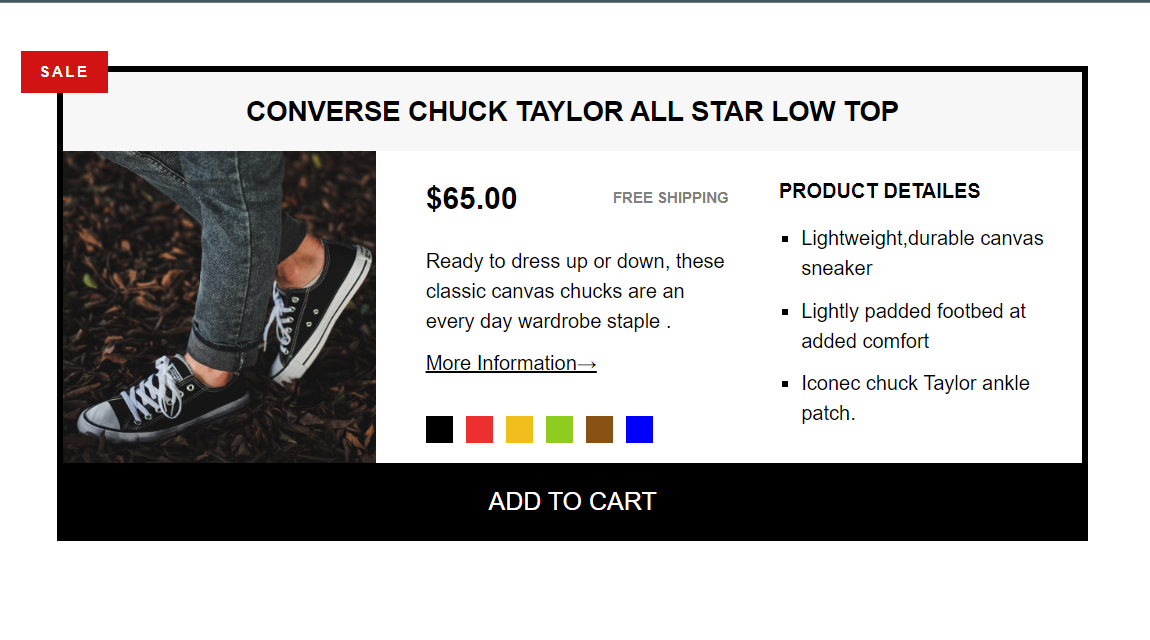 SALE
CONVERSE CHUCK TAYLOR ALL STAR LOW TOP
$65.00
FREE SHIPPING
Ready to dress up or down, these
classic canvas chucks are an
every day wardrobe staple .
More Information→
PRODUCT DETAILES
▪ Lightweight,durable canvas
sneaker
▪ Lightly padded footbed at
added comfort
▪ Iconec chuck Taylor ankle
patch.
ADD TO CART